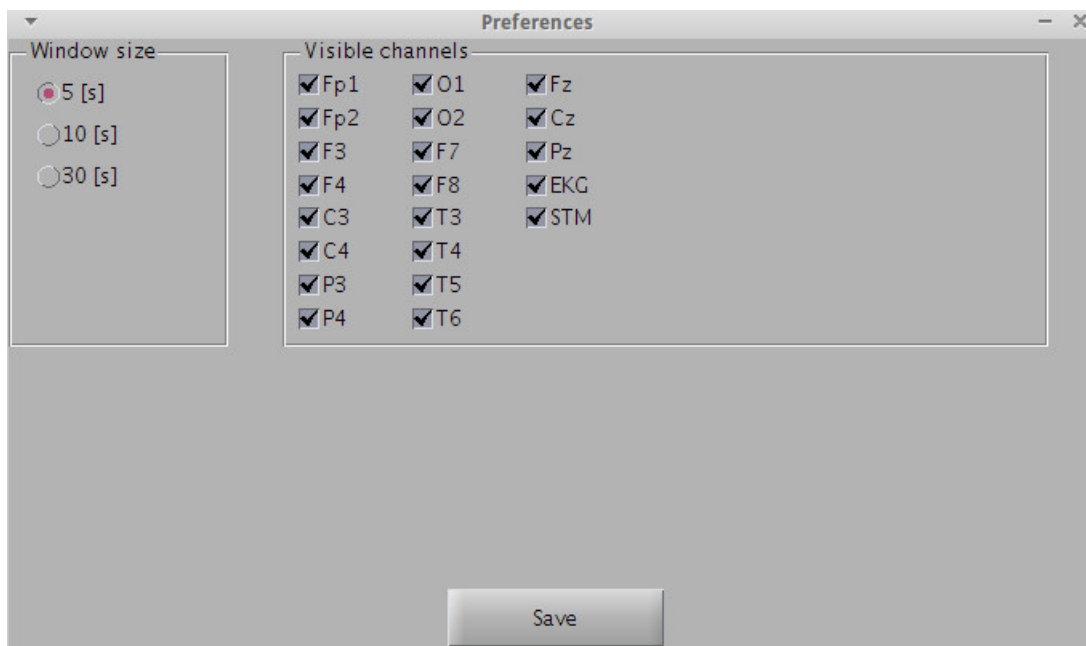 Preferences
Window size
5 [s]
10 [s]
30 [s]
Visible channels
Fp1 O1 Fz
Fp2 O2 Cz
F3 F7 Pz
F4 F8 EKG
C3 T3 STM
C4 T4
P3 T5
P4 T6
Save